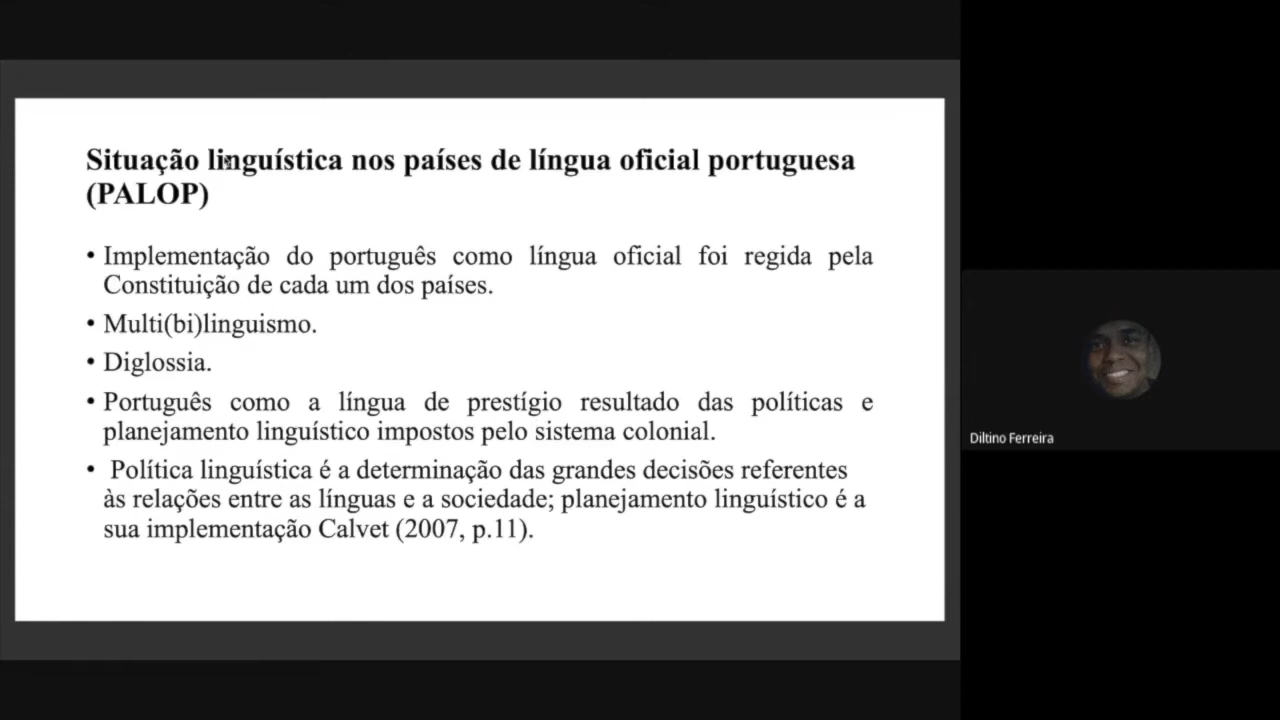 Situação linguística nos países de língua oficial portuguesa
(PALOP)
• Implementação do português como língua oficial foi regida pela
Constituição de cada um dos países.
• Multi(bi)linguismo.
• Diglossia.
• Português como a língua de prestígio resultado das políticas e
planejamento linguístico impostos pelo sistema colonial.
• Política linguística é a determinação das grandes decisões referentes
às relações entre as línguas e a sociedade; planejamento linguístico é a
sua implementação Calvet (2007, p.11).
Diltino Ferreira